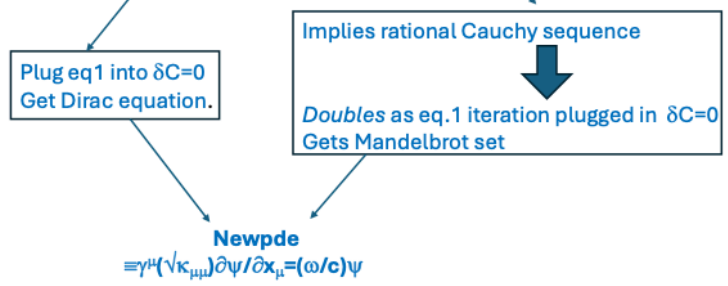 Implies rational Cauchy sequence
Plug eq1 into δC=0
Get Dirac equation.
Doubles as eq.1 iteration plugged in δC=0
Gets Mandelbrot set
Newpde
≡γᵘ(√κ_μμ)∂ψ/∂x_μ=(ω/c)ψ